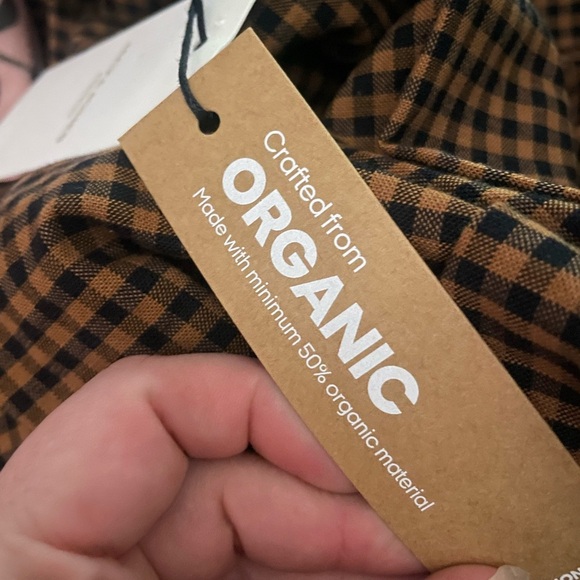 Crafted from
ORGANIC
Made with minimum 50% organic material